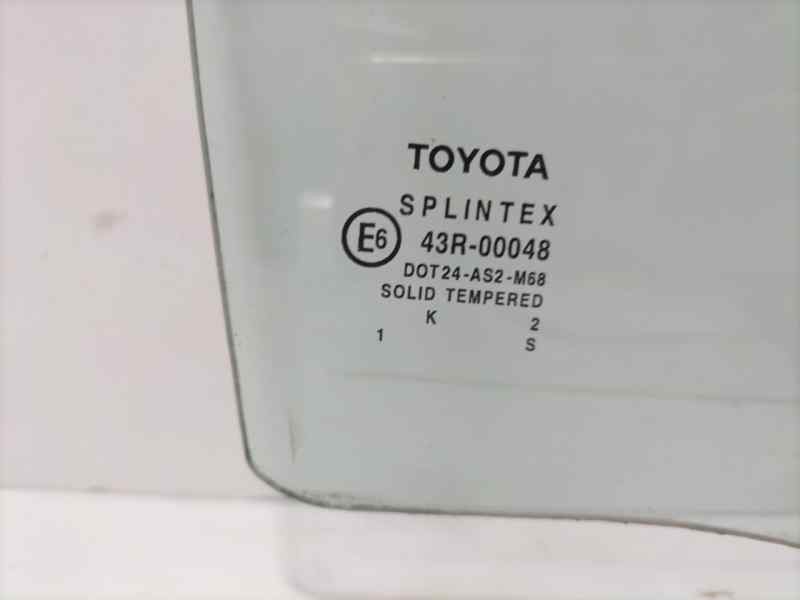 TOYOTA
SPLINTEX
E6 43R-00048
DOT24-AS2-M68
SOLID TEMPERED
K 2
1 S